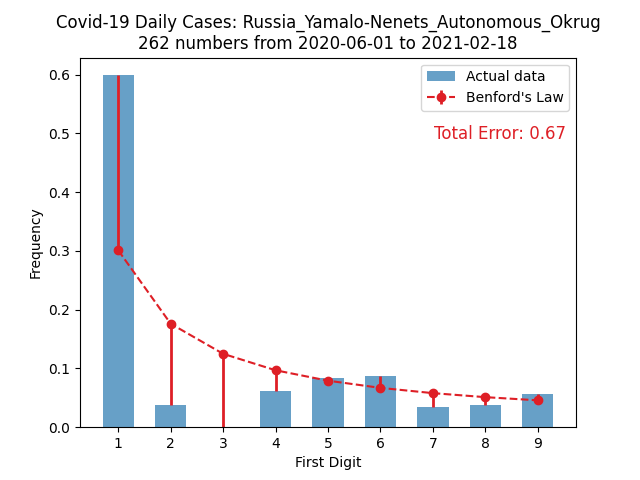 Covid-19 Daily Cases: Russia_Yamalo-Nenets_Autonomous_Okrug
262 numbers from 2020-06-01 to 2021-02-18
Actual data
Benford's Law
Total Error: 0.67
Frequency
0.6
0.5
0.4
0.3
0.2
0.1
0.0
1 2 3 4 5 6 7 8 9
First Digit